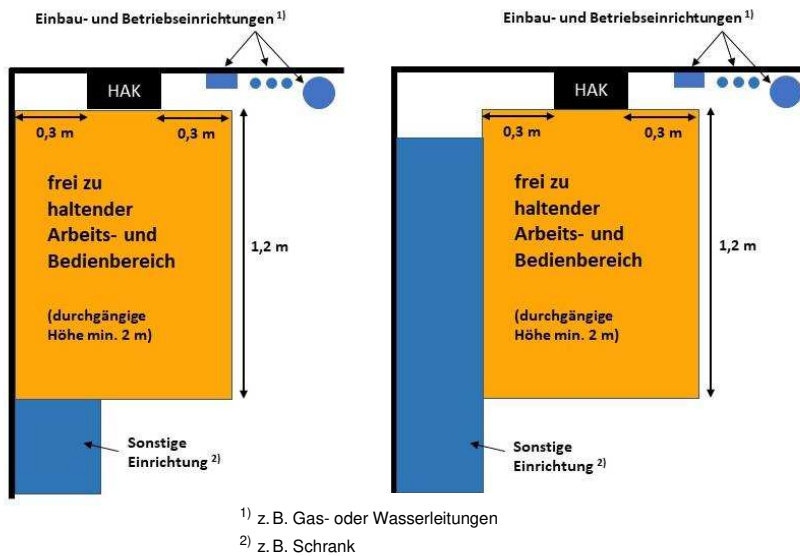 Einbau- und Betriebseinrichtungen 1)
HAK
0,3 m
0,3 m
frei zu
haltender
Arbeits- und
Bedienbereich
(durchgängige
Höhe min. 2 m)
1,2 m
Sonstige
Einrichtung 2)
Einbau- und Betriebseinrichtungen 1)
HAK
0,3 m
0,3 m
frei zu
haltender
Arbeits- und
Bedienbereich
(durchgängige
Höhe min. 2 m)
1,2 m
Sonstige
Einrichtung 2)
1) z. B. Gas- oder Wasserleitungen
2) z. B. Schrank